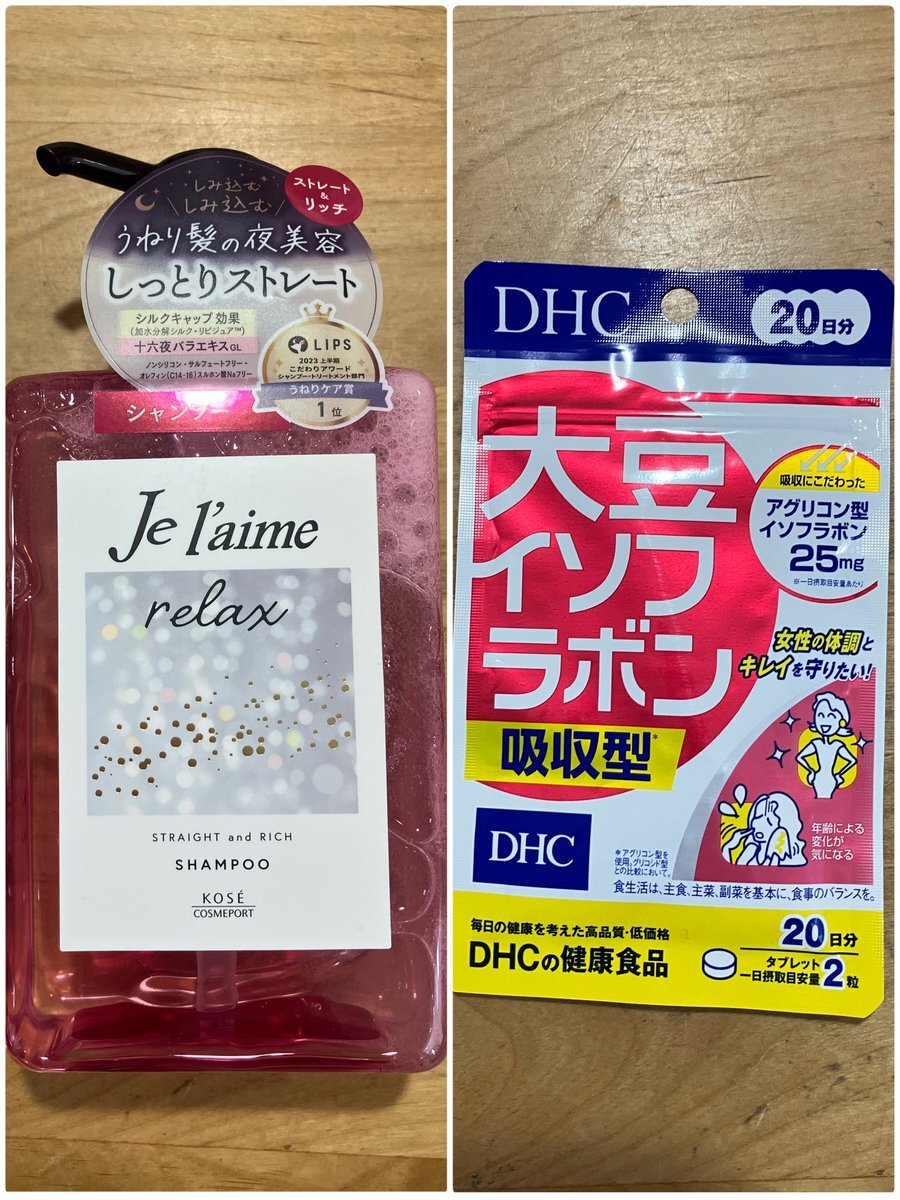 しみ込む
しみ込む
ストレート
&
リッチ
うねり髪の夜美容
しっとりストレート
シルクキャップ効果
(加水分解シルク・リピジュア™)
十六夜バラエキスGL
ノンシリコン・サルフェートフリー・
オレフィン(C14-16)スルホン酸Naフリー
LIPS
2023上半期
こだわりアワード
シャンプー・トリートメント部門
うねりケア賞
1位
シャンプー
Je l'aime
relax
STRAIGHT and RICH
SHAMPOO
KOSÉ
COSMEPORT
DHC
20日分
大豆
イソフ
ラボン
吸収型*
吸収にこだわった
アグリコン型
イソフラボン
25mg
※一日摂取目安量あたり
女性の体調と
キレイを守りたい!
年齢による
変化が
気になる
DHC
*アグリコン型を
使用。グリコシド型
との比較において。
食生活は、主食、主菜、副菜を基本に、食事のバランスを。
毎日の健康を考えた高品質・低価格
DHCの健康食品
20日分
タブレット
一日摂取目安量2粒